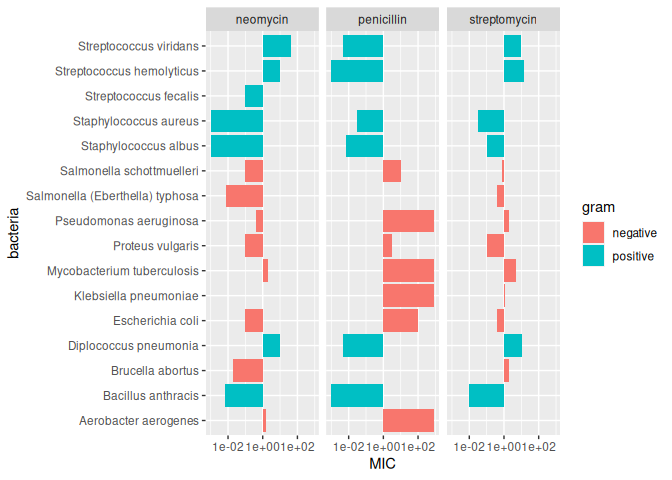 neomycin penicillin streptomycin
Streptococcus viridans
Streptococcus hemolyticus
Streptococcus fecalis
Staphylococcus aureus
Staphylococcus albus
Salmonella schottmuelleri
Salmonella (Eberthella) typhosa
Pseudomonas aeruginosa
Proteus vulgaris
Mycobacterium tuberculosis
Klebsiella pneumoniae
Escherichia coli
Diplococcus pneumonia
Brucella abortus
Bacillus anthracis
Aerobacter aerogenes
bacteria
1e-02 1e+00 1e+02 1e-02 1e+00 1e+02 1e-02 1e+00 1e+02
MIC
gram
negative
positive